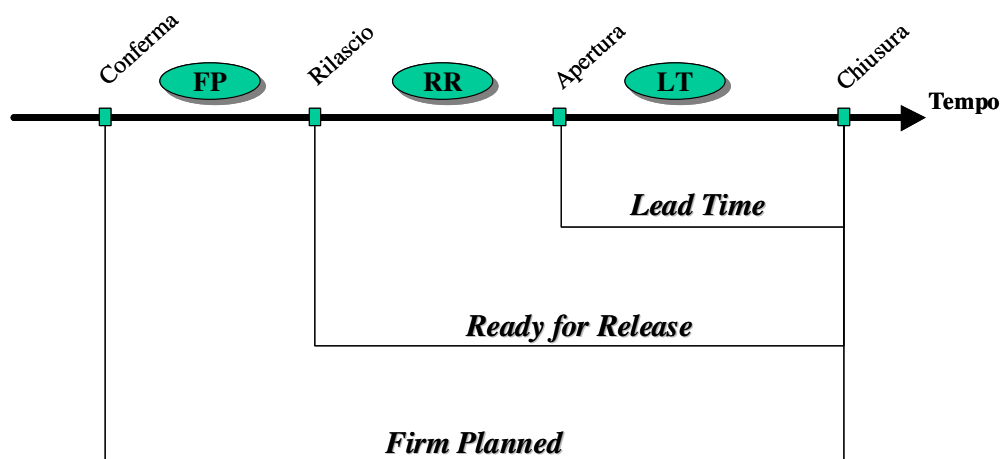 Conferma
Rilascio
Apertura
Chiusura
FP
RR
LT
Tempo
Lead Time
Ready for Release
Firm Planned